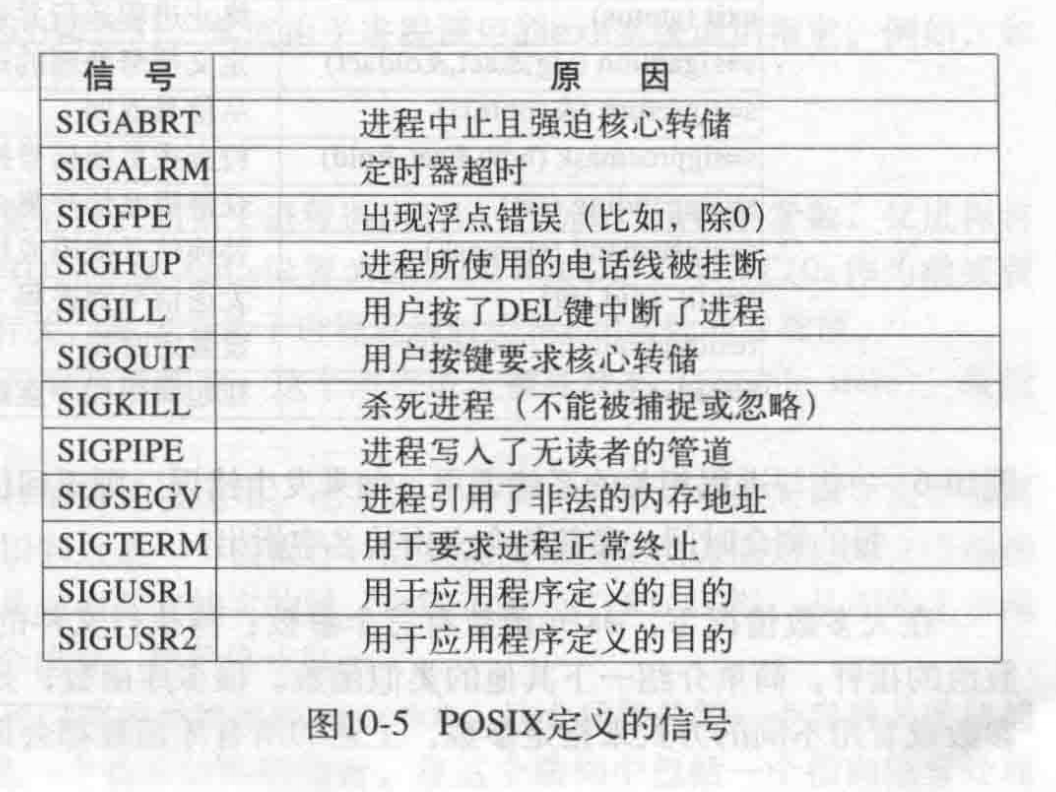 信 号 原 因
SIGABRT 进程中止且强迫核心转储
SIGALRM 定时器超时
SIGFPE 出现浮点错误（比如，除0）
SIGHUP 进程所使用的电话线被挂断
SIGILL 用户按了DEL键中断了进程
SIGQUIT 用户按键要求核心转储
SIGKILL 杀死进程（不能被捕捉或忽略）
SIGPIPE 进程写入了无读者的管道
SIGSEGV 进程引用了非法的内存地址
SIGTERM 用于要求进程正常终止
SIGUSR1 用于应用程序定义的目的
SIGUSR2 用于应用程序定义的目的
图10-5 POSIX定义的信号